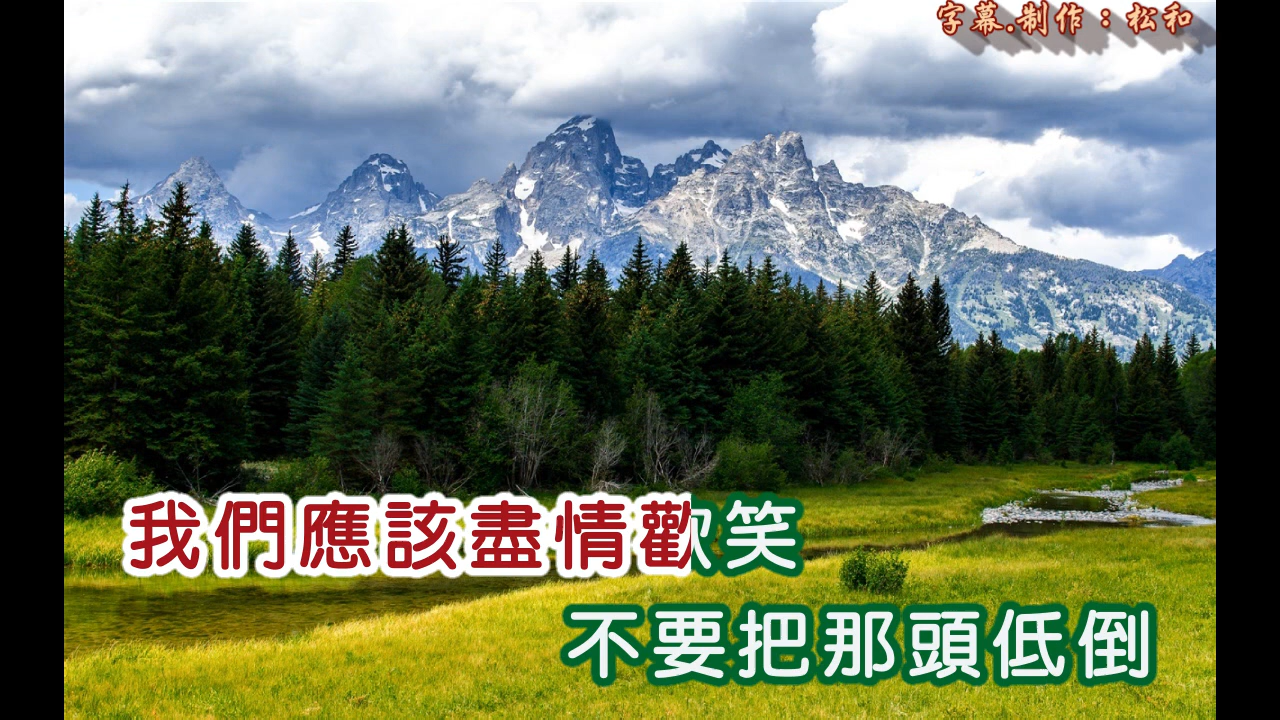 字幕.制作：松和
我們應該盡情歡笑
不要把那頭低倒